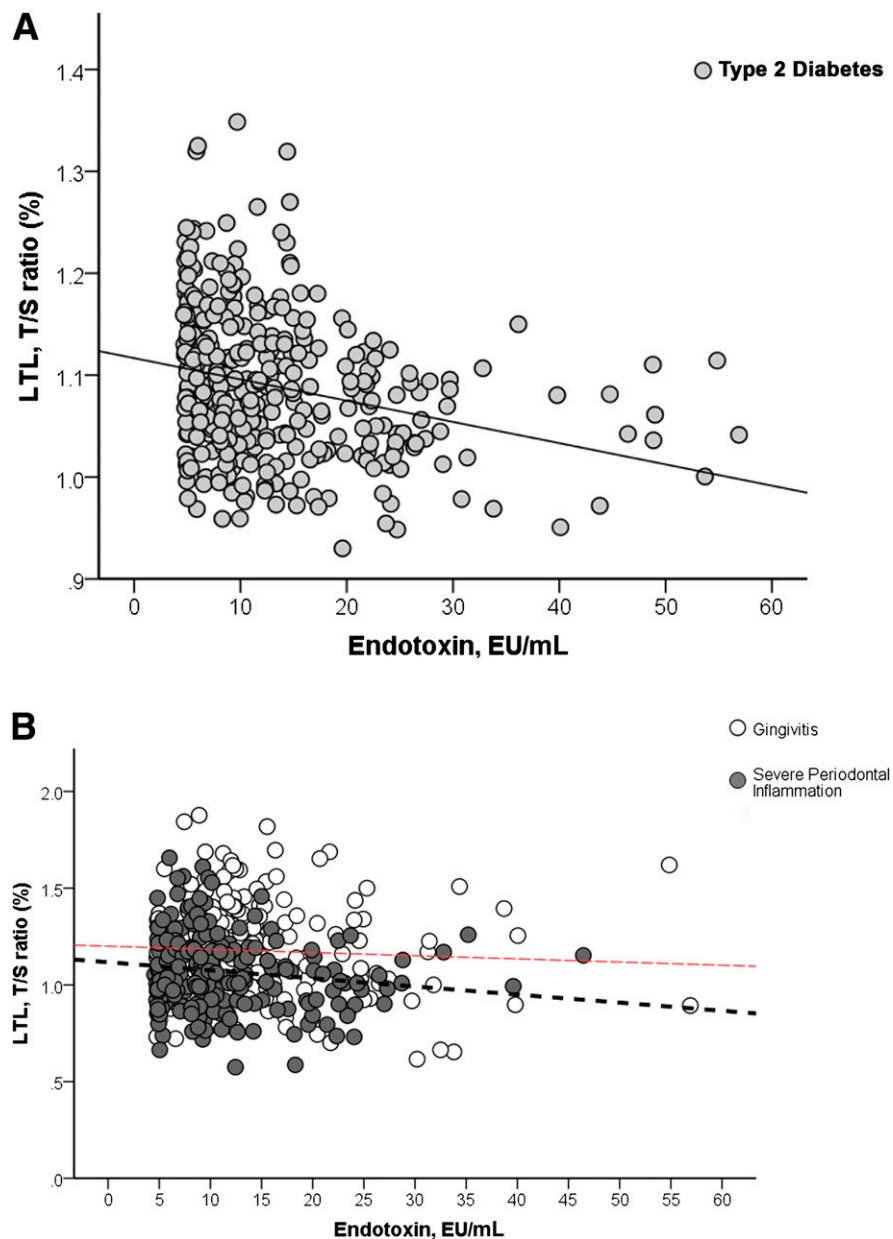 A
Type 2 Diabetes
1.4
1.3
1.2
1.1
1.0
.9
LTL, T/S ratio (%)
0 10 20 30 40 50 60
Endotoxin, EU/mL
B
Gingivitis
Severe Periodontal
Inflammation
2.0
1.5
1.0
.5
.0
LTL, T/S ratio (%)
0 5 10 15 20 25 30 35 40 45 50 55 60
Endotoxin, EU/mL